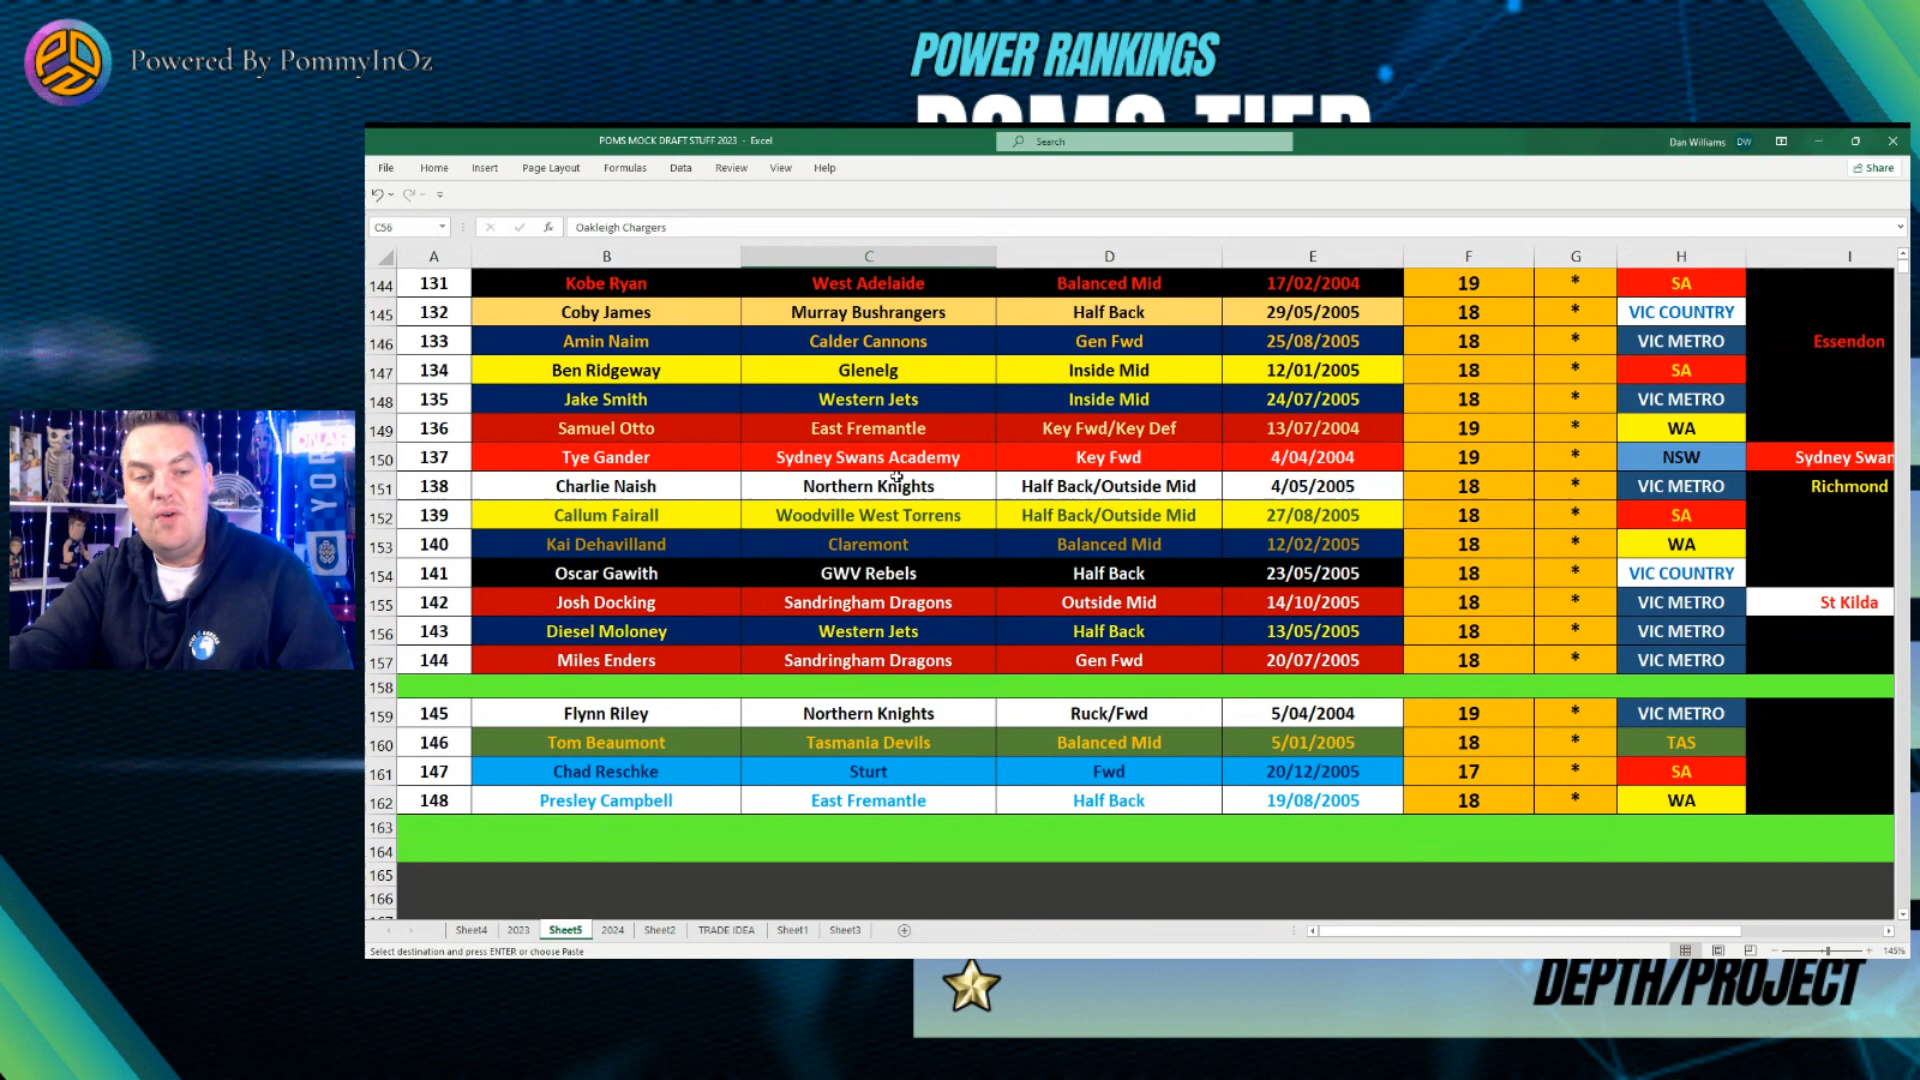 Powered By PommyInOz
POWER RANKINGS
POMS TIER
POMS MOCK DRAFT STUFF 2023 - Excel
Search
Dan Williams DW
File Home Insert Page Layout Formulas Data Review View Help
Share
C56 fx Oakleigh Chargers
A B C D E F G H I
144 131 Kobe Ryan West Adelaide Balanced Mid 17/02/2004 19 * SA
145 132 Coby James Murray Bushrangers Half Back 29/05/2005 18 * VIC COUNTRY
146 133 Amin Naim Calder Cannons Gen Fwd 25/08/2005 18 * VIC METRO Essendon
147 134 Ben Ridgeway Glenelg Inside Mid 12/01/2005 18 * SA
148 135 Jake Smith Western Jets Inside Mid 24/07/2005 18 * VIC METRO
149 136 Samuel Otto East Fremantle Key Fwd/Key Def 13/07/2004 19 * WA
150 137 Tye Gander Sydney Swans Academy Key Fwd 4/04/2004 19 * NSW Sydney Swan
151 138 Charlie Naish Northern Knights Half Back/Outside Mid 4/05/2005 18 * VIC METRO Richmond
152 139 Callum Fairall Woodville West Torrens Half Back/Outside Mid 27/08/2005 18 * SA
153 140 Kai Dehavilland Claremont Balanced Mid 12/02/2005 18 * WA
154 141 Oscar Gawith GWV Rebels Half Back 23/05/2005 18 * VIC COUNTRY
155 142 Josh Docking Sandringham Dragons Outside Mid 14/10/2005 18 * VIC METRO St Kilda
156 143 Diesel Moloney Western Jets Half Back 13/05/2005 18 * VIC METRO
157 144 Miles Enders Sandringham Dragons Gen Fwd 20/07/2005 18 * VIC METRO
158
159 145 Flynn Riley Northern Knights Ruck/Fwd 5/04/2004 19 * VIC METRO
160 146 Tom Beaumont Tasmania Devils Balanced Mid 5/01/2005 18 * TAS
161 147 Chad Reschke Sturt Fwd 20/12/2005 17 * SA
162 148 Presley Campbell East Fremantle Half Back 19/08/2005 18 * WA
163
164
165
166
Sheet4 2023 Sheet5 2024 Sheet2 TRADE IDEA Sheet1 Sheet3
Select destination and press ENTER or choose Paste
145%
DEPTH/PROJECT